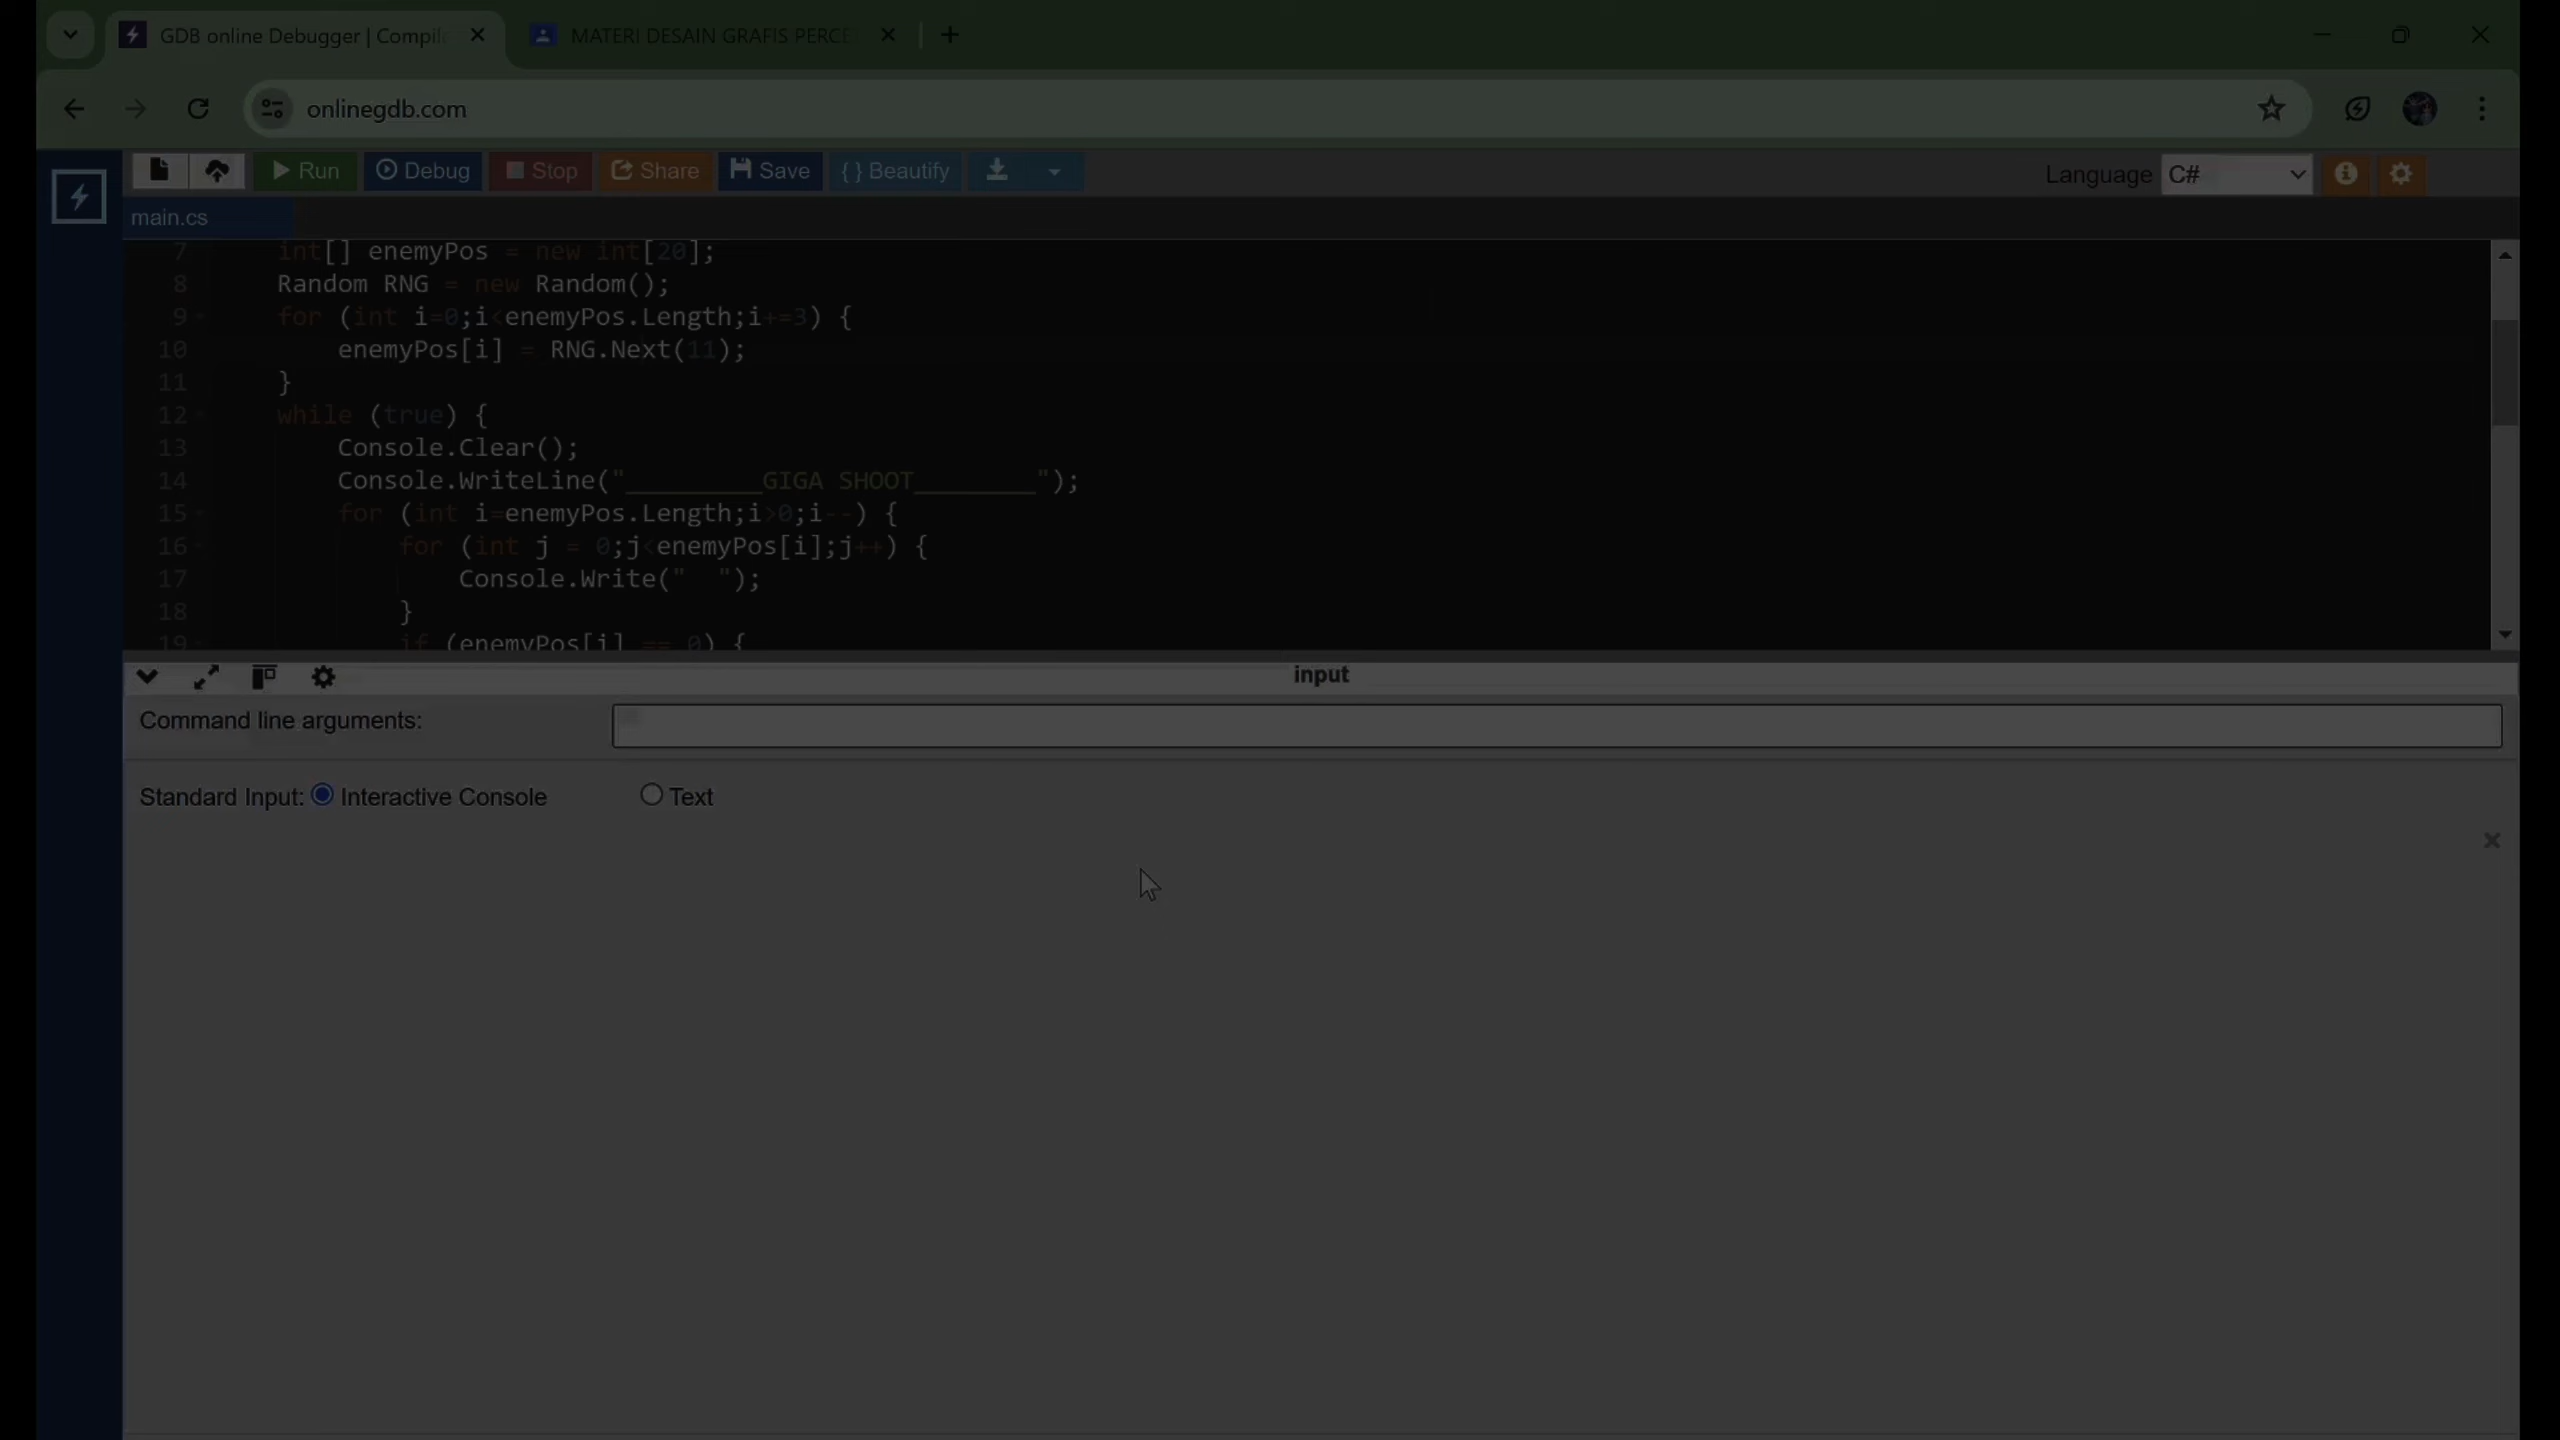 GDB online Debugger | Compil
MATERI DESAIN GRAFIS PERCE
onlinegdb.com
Run
Debug
Stop
Share
Save
{ } Beautify
Language
C#
main.cs
7 int[] enemyPos = new int[20];
8 Random RNG = new Random();
9 for (int i=0;i<enemyPos.Length;i+=3) {
10 enemyPos[i] = RNG.Next(11);
11 }
12 while (true) {
13 Console.Clear();
14 Console.WriteLine("_________GIGA SHOOT________");
15 for (int i=enemyPos.Length;i>0;i--) {
16 for (int j = 0;j<enemyPos[i];j++) {
17 Console.Write("  ");
18 }
19 if (enemyPos[i] == 0) {
input
Command line arguments:
Standard Input: Interactive Console Text